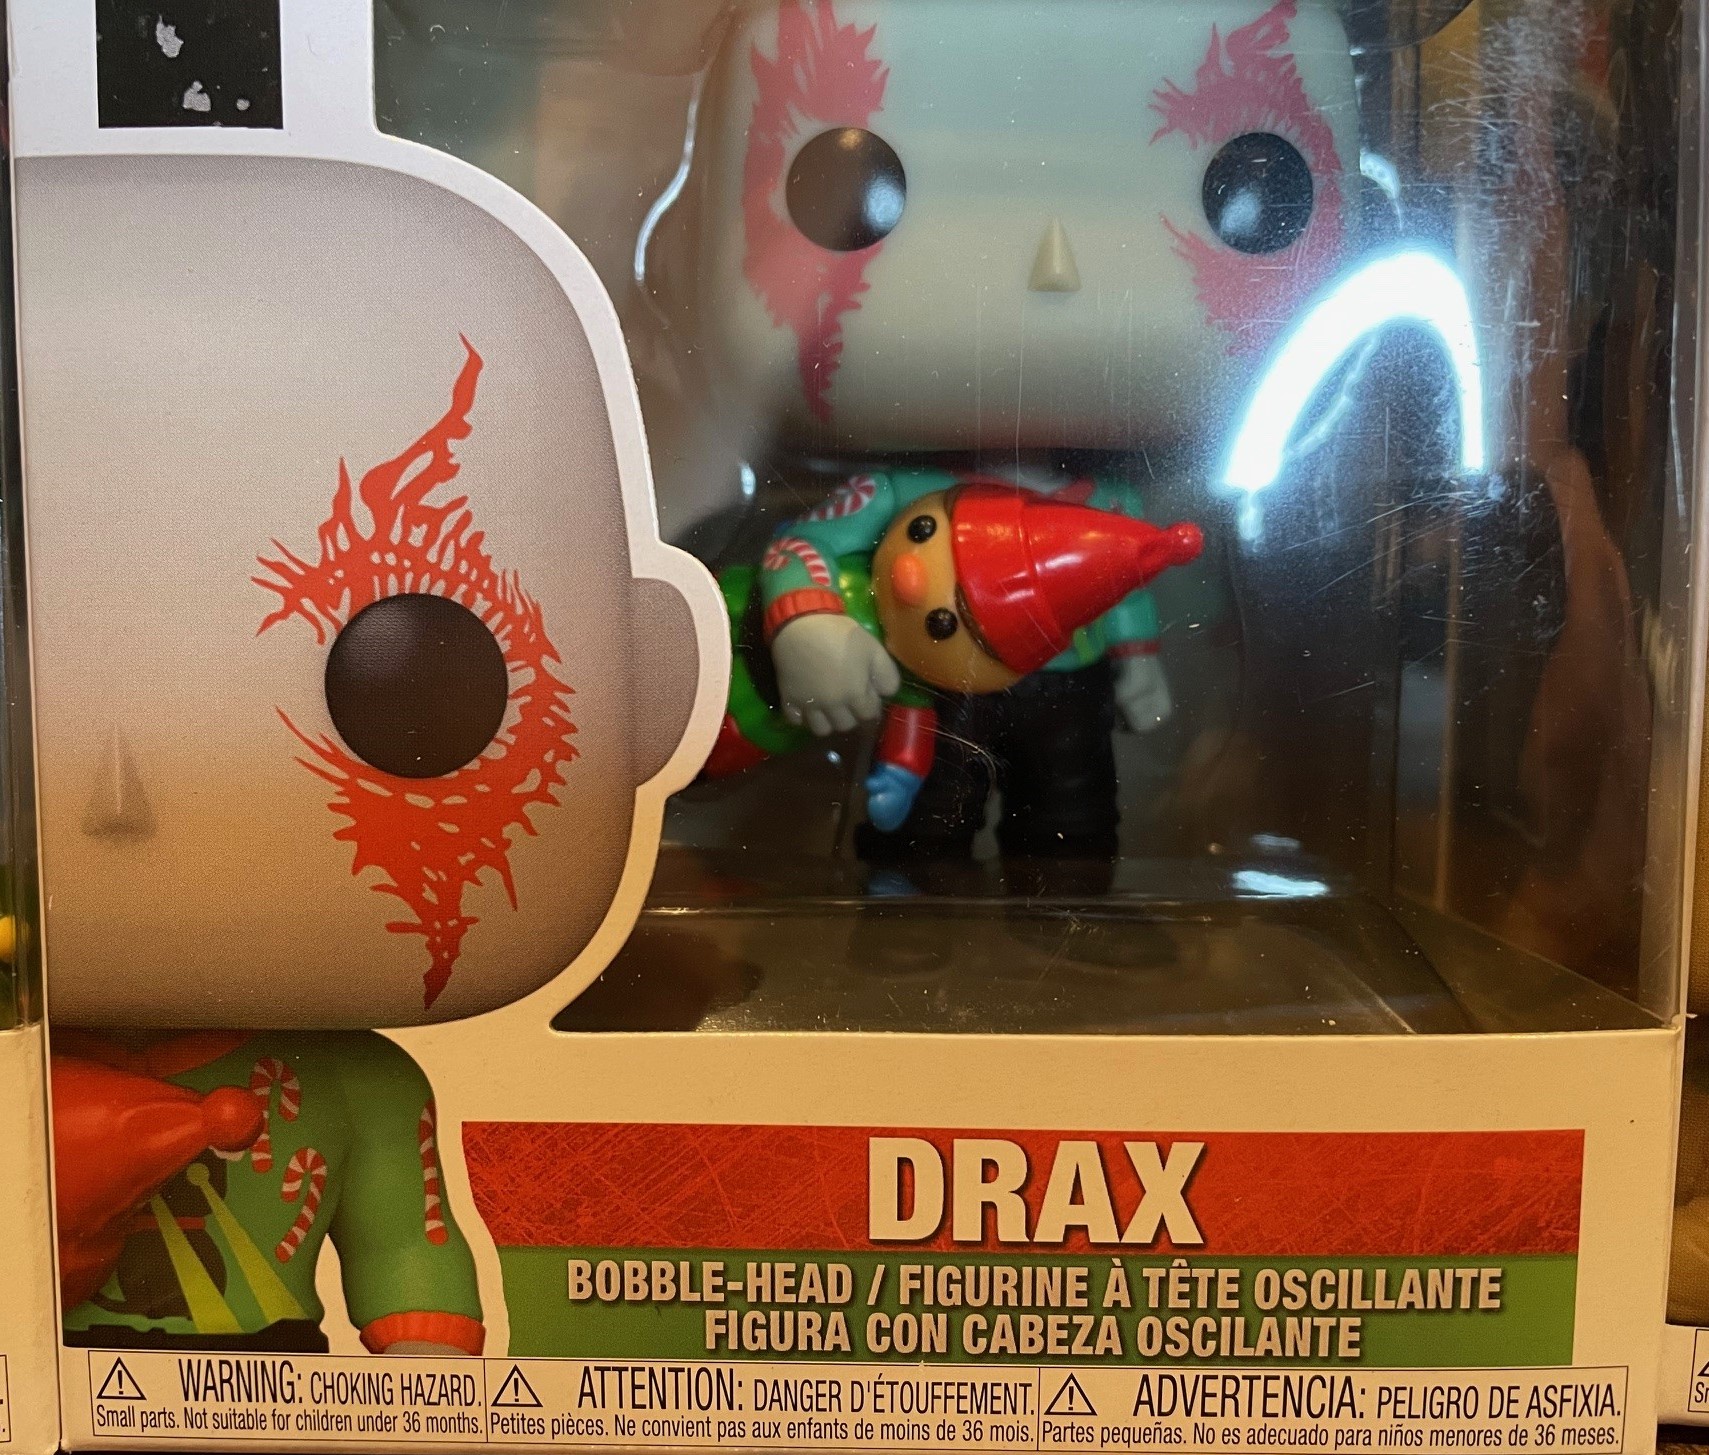 DRAX
BOBBLE-HEAD / FIGURINE À TÊTE OSCILLANTE
FIGURA CON CABEZA OSCILANTE
WARNING: CHOKING HAZARD.
Small parts. Not suitable for children under 36 months.
ATTENTION: DANGER D'ÉTOUFFEMENT.
Petites pièces. Ne convient pas aux enfants de moins de 36 mois.
ADVERTENCIA: PELIGRO DE ASFIXIA.
Partes pequeñas. No es adecuado para niños menores de 36 meses.